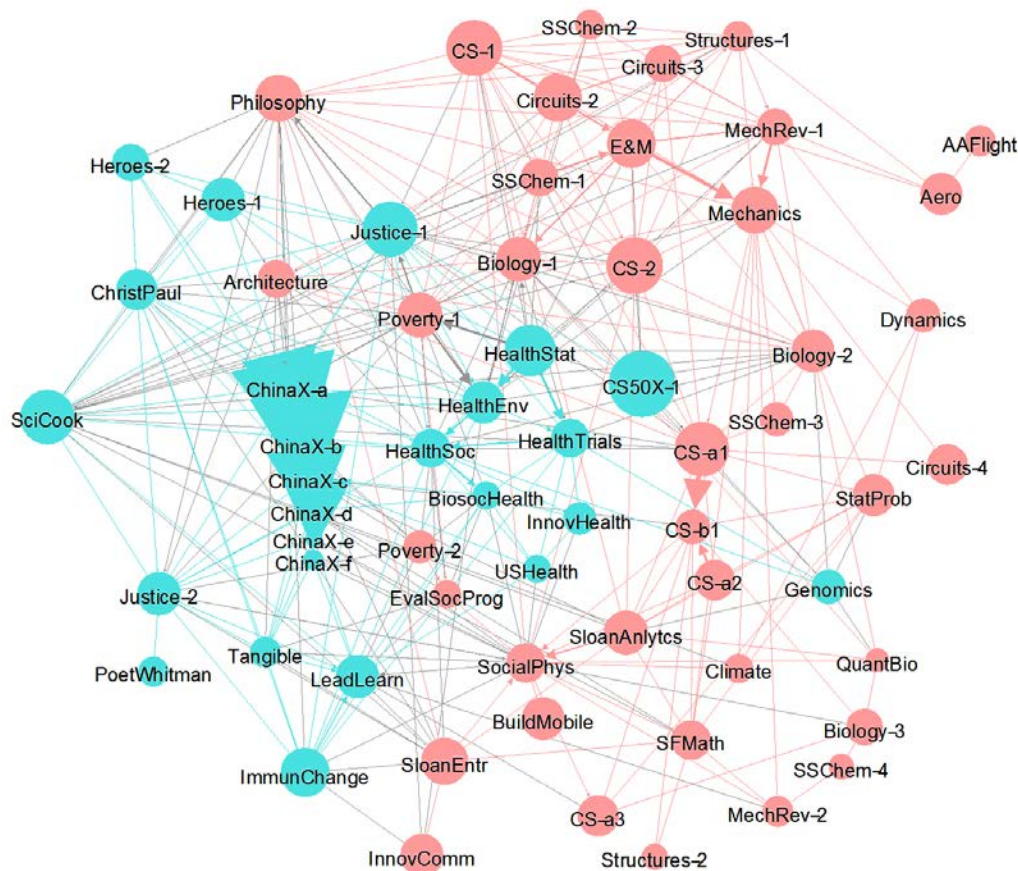 SSChem-2
Structures-1
CS-1
Circuits-3
Circuits-2
Philosophy
MechRev-1
E&M
AAFlight
Heroes-2
SSChem-1
Heroes-1
Aero
Mechanics
Justice-1
Biology-1
CS-2
Architecture
ChristPaul
Poverty-1
Dynamics
HealthStat
Biology-2
ChinaX-a
CS50X-1
HealthEnv
SciCook
SSChem-3
HealthTrials
ChinaX-b
HealthSoc
CS-a1
Circuits-4
ChinaX-c
BiosocHealth
StatProb
ChinaX-d
InnovHealth
CS-b1
ChinaX-e
Poverty-2
ChinaX-f
USHealth
CS-a2
Genomics
Justice-2
EvalSocProg
SloanAnlytcs
Tangible
SocialPhys
Climate
QuantBio
PoetWhitman
LeadLearn
BuildMobile
Biology-3
SFMath
SloanEntr
SSChem-4
ImmunChange
MechRev-2
CS-a3
InnovComm
Structures-2